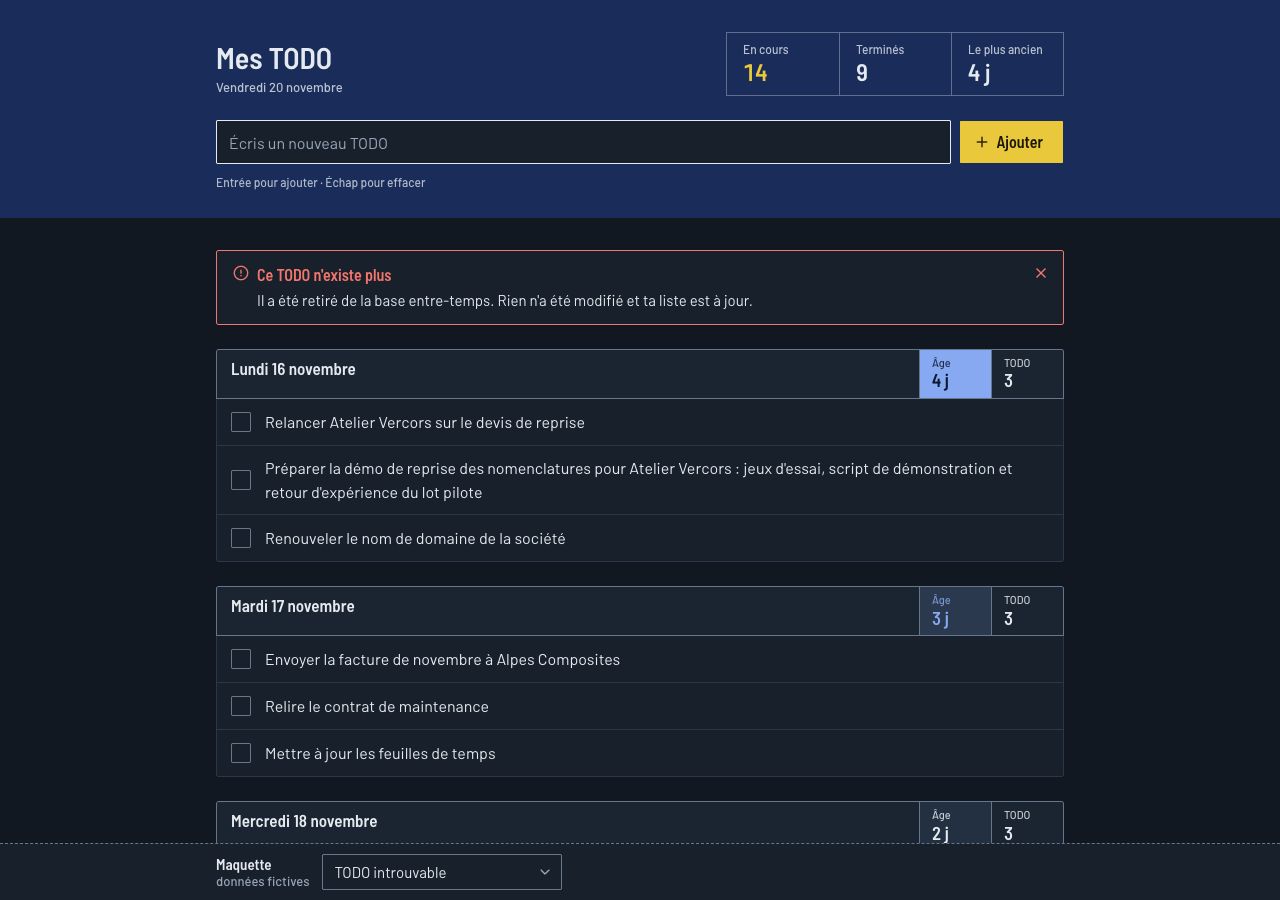 Mes TODO
Vendredi 20 novembre
En cours
14
Terminés
9
Le plus ancien
4 j
Écris un nouveau TODO
Ajouter
Entrée pour ajouter · Échap pour effacer
Ce TODO n'existe plus
Il a été retiré de la base entre-temps. Rien n'a été modifié et ta liste est à jour.
Lundi 16 novembre
Âge
4 j
TODO
3
Relancer Atelier Vercors sur le devis de reprise
Préparer la démo de reprise des nomenclatures pour Atelier Vercors : jeux d'essai, script de démonstration et
retour d'expérience du lot pilote
Renouveler le nom de domaine de la société
Mardi 17 novembre
Âge
3 j
TODO
3
Envoyer la facture de novembre à Alpes Composites
Relire le contrat de maintenance
Mettre à jour les feuilles de temps
Mercredi 18 novembre
Âge
2 j
TODO
3
Maquette
données fictives
TODO introuvable